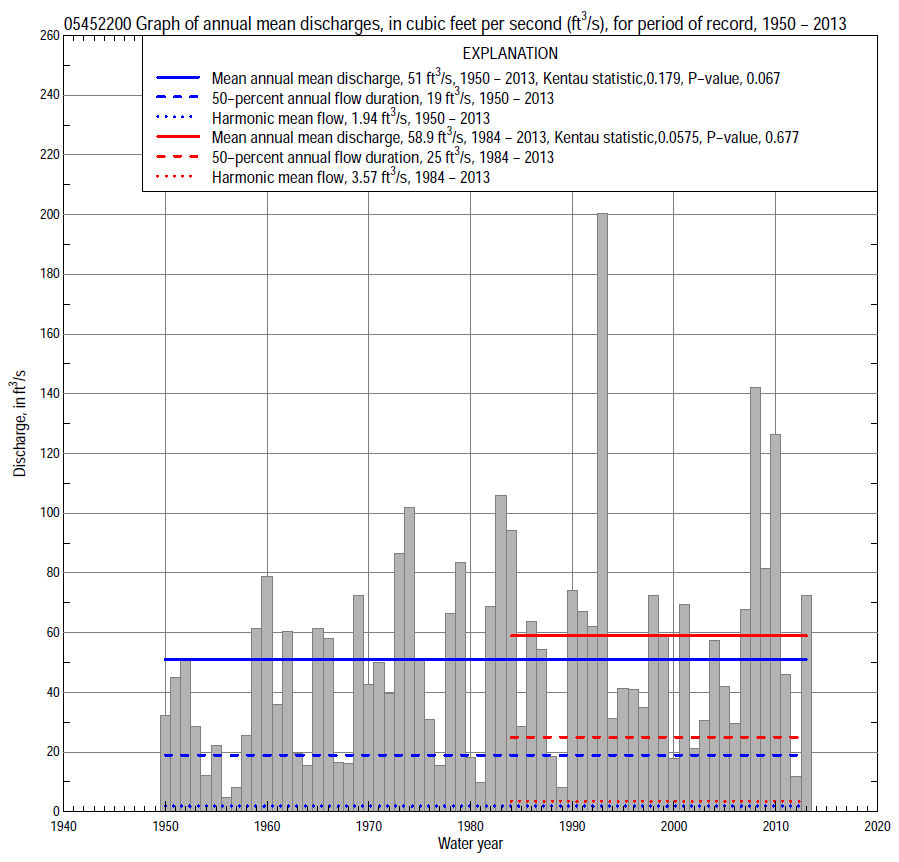 05452200 Graph of annual mean discharges, in cubic feet per second (ft³/s), for period of record, 1950 – 2013
EXPLANATION
Mean annual mean discharge, 51 ft³/s, 1950 – 2013, Kentau statistic,0.179, P–value, 0.067
50–percent annual flow duration, 19 ft³/s, 1950 – 2013
Harmonic mean flow, 1.94 ft³/s, 1950 – 2013
Mean annual mean discharge, 58.9 ft³/s, 1984 – 2013, Kentau statistic,0.0575, P–value, 0.677
50–percent annual flow duration, 25 ft³/s, 1984 – 2013
Harmonic mean flow, 3.57 ft³/s, 1984 – 2013
260
240
220
200
180
160
140
120
100
80
60
40
20
0
Discharge, in ft³/s
1940 1950 1960 1970 1980 1990 2000 2010 2020
Water year